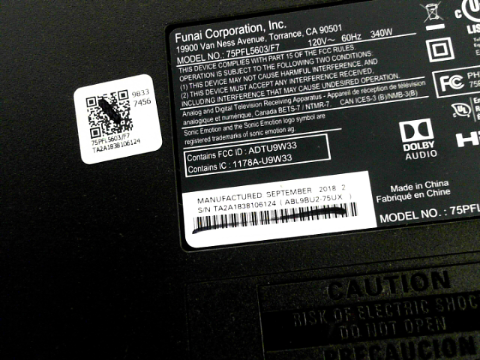 9833
7456
75PFL5603/F7
TA2A1838106124
Funai Corporation, Inc.
19900 Van Ness Avenue, Torrance, CA 90501
MODEL NO : 75PFL5603/F7 120V~ 60Hz 340W
THIS DEVICE COMPLIES WITH PART 15 OF THE FCC RULES.
OPERATION IS SUBJECT TO THE FOLLOWING TWO CONDITIONS:
(1) THIS DEVICE MAY NOT CAUSE HARMFUL INTERFERENCE, AND
(2) THIS DEVICE MUST ACCEPT ANY INTERFERENCE RECEIVED,
INCLUDING INTERFERENCE THAT MAY CAUSE UNDESIRED OPERATION.
Analog and Digital Television Receiving Apparatus - Appareil de réception de télévision
analogique et numérique, Canada BETS-7 / NTMR-7. CAN ICES-3 (B)/NMB-3(B)
Sonic Emotion and the Sonic Emotion logo symbol are
registered trademarks of sonic emotion ag.
Contains FCC ID : ADTU9W33
Contains IC : 1178A-U9W33
MANUFACTURED SEPTEMBER 2018 2
S/N TA2A1838106124 | ABL9BU2-75UX |
UL
LIS
FC
PH
75P
DOLBY
AUDIO
Made in China
Fabriqué en Chine
MODEL NO. : 75PFL
CAUTION
RISK OF ELECTRIC SHOC
DO NOT OPEN